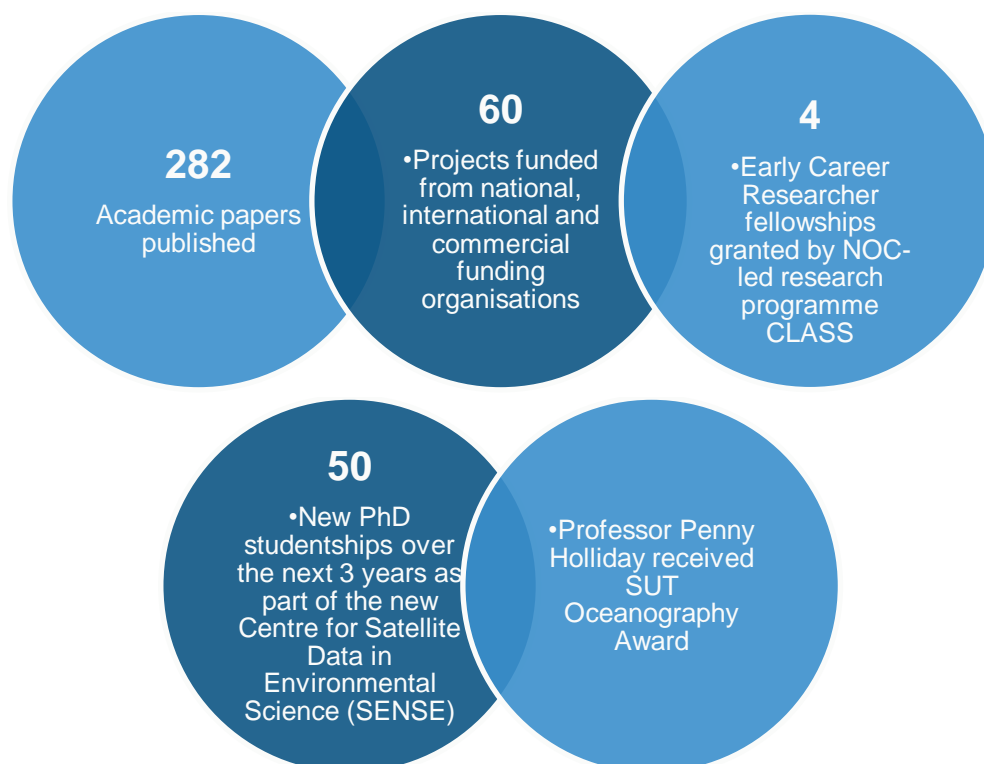 282
Academic papers
published
60
•Projects funded
from national,
international and
commercial
funding
organisations
4
•Early Career
Researcher
fellowships
granted by NOC-
led research
programme
CLASS
50
•New PhD
studentships over
the next 3 years as
part of the new
Centre for Satellite
Data in
Environmental
Science (SENSE)
•Professor Penny
Holliday received
SUT
Oceanography
Award